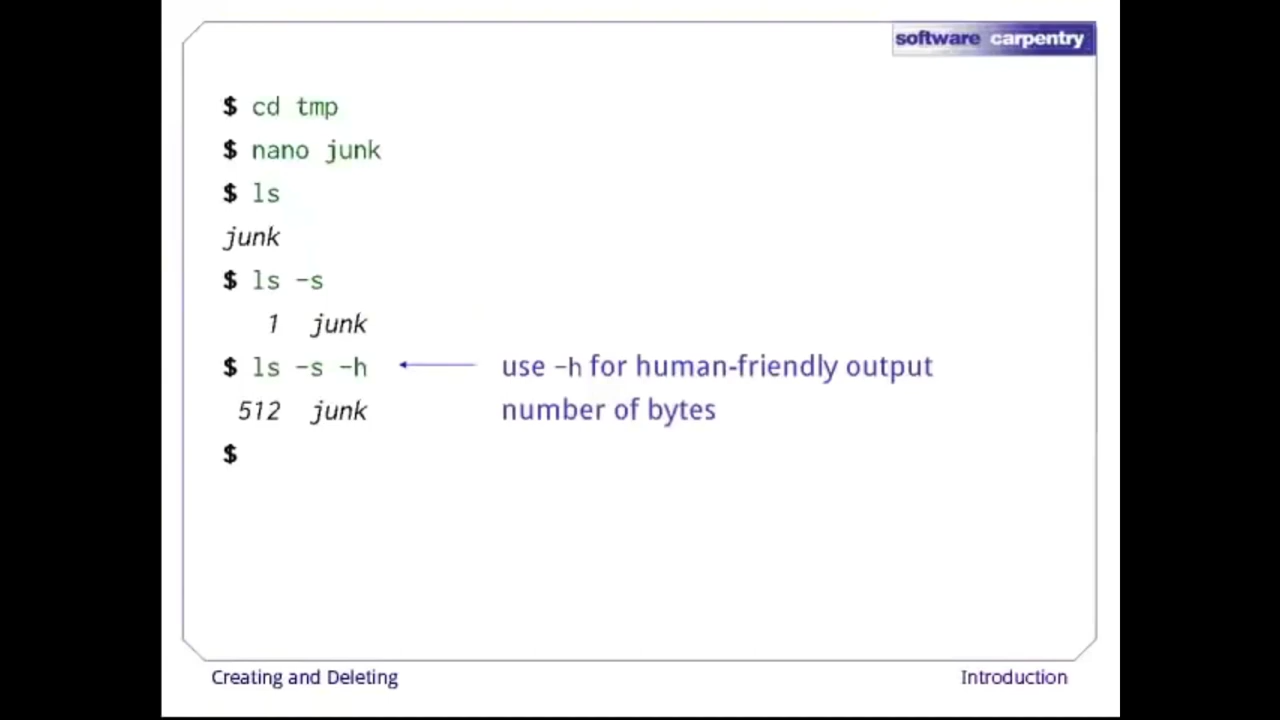 software carpentry
$ cd tmp
$ nano junk
$ ls
junk
$ ls -s
1 junk
$ ls -s -h use -h for human-friendly output
512 junk number of bytes
$
Creating and Deleting Introduction